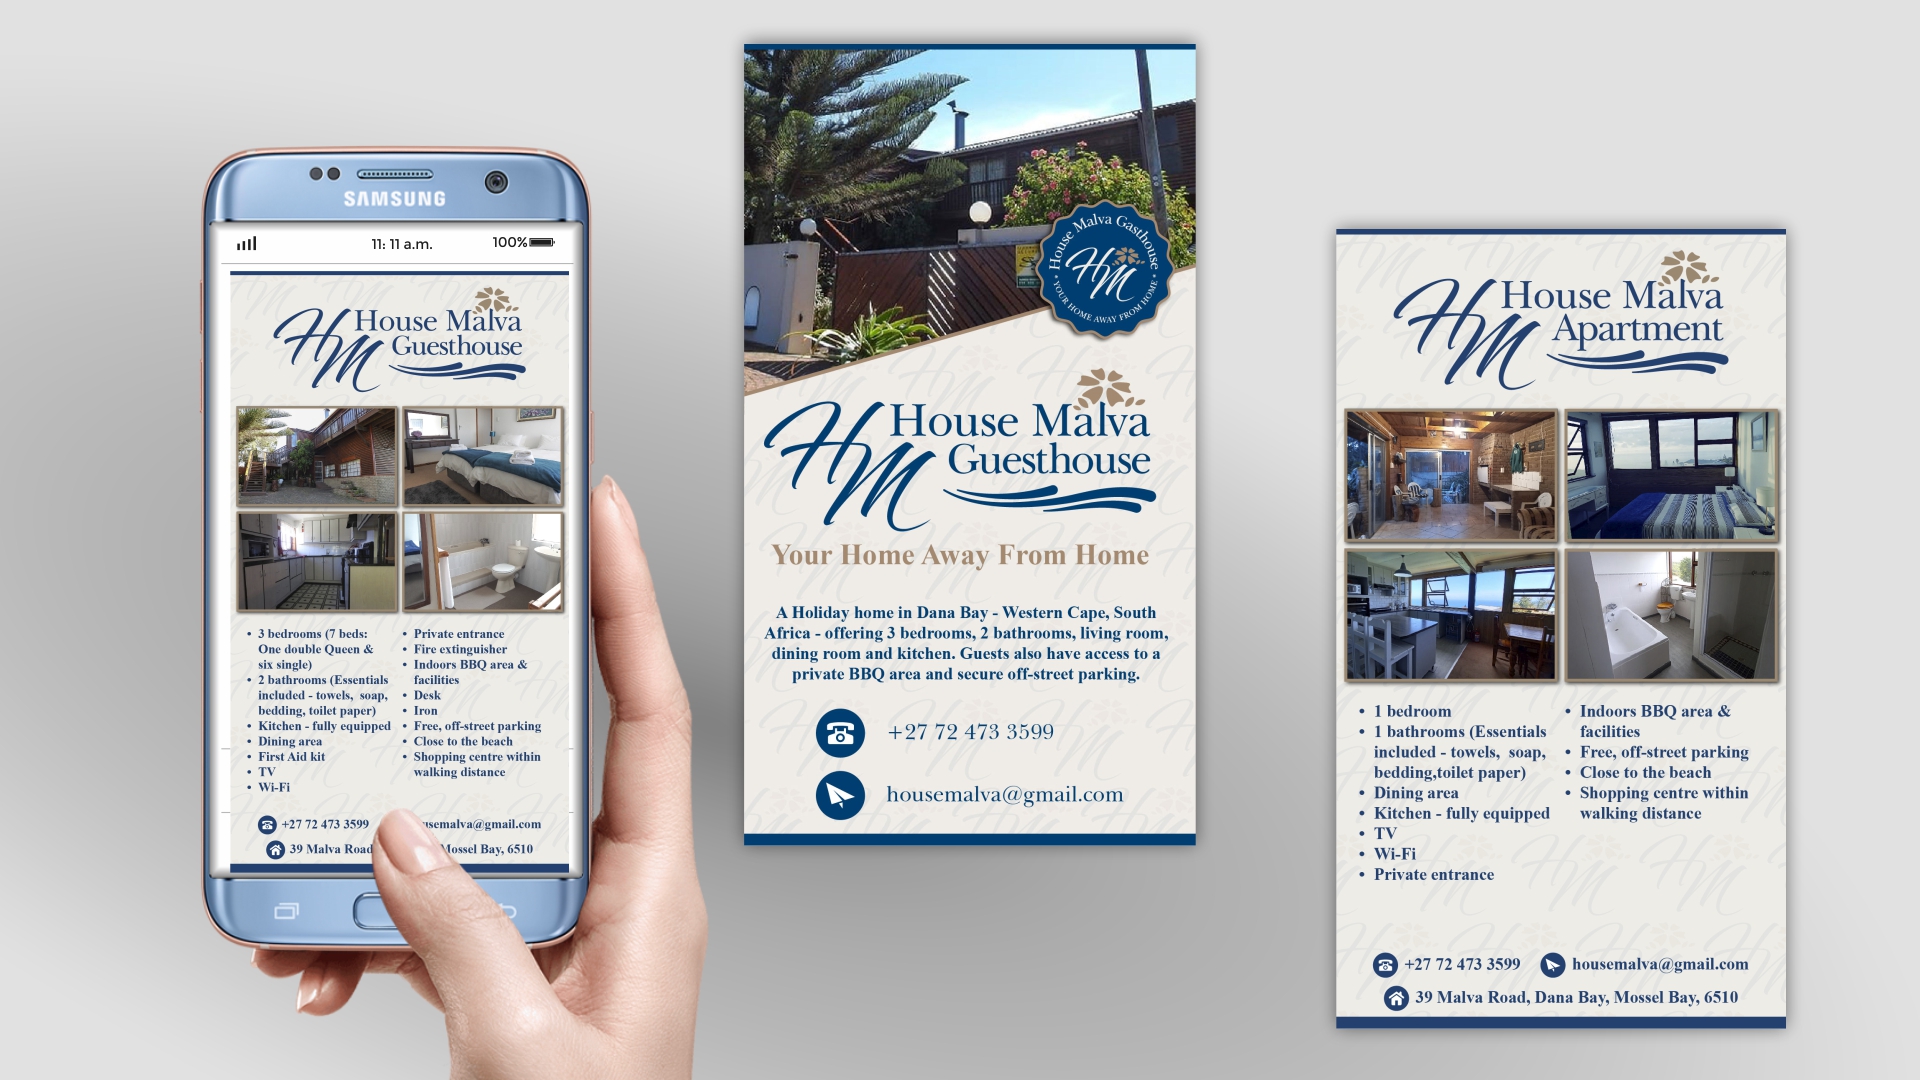 SAMSUNG
11: 11 a.m.
100%
HM
House Malva
Guesthouse
• 3 bedrooms (7 beds:
One double Queen &
six single)
• 2 bathrooms (Essentials
included - towels, soap,
bedding, toilet paper)
• Kitchen - fully equipped
• Dining area
• First Aid kit
• TV
• Wi-Fi
• Private entrance
• Fire extinguisher
• Indoors BBQ area &
facilities
• Desk
• Iron
• Free, off-street parking
• Close to the beach
• Shopping centre within
walking distance
+27 72 473 3599
usemalva@gmail.com
39 Malva Road
Mossel Bay, 6510
House Malva Gasthouse
HM
• YOUR HOME AWAY FROM HOME •
HM
House Malva
Guesthouse
Your Home Away From Home
A Holiday home in Dana Bay - Western Cape, South
Africa - offering 3 bedrooms, 2 bathrooms, living room,
dining room and kitchen. Guests also have access to a
private BBQ area and secure off-street parking.
+27 72 473 3599
housemalva@gmail.com
HM
House Malva
Apartment
• 1 bedroom
• 1 bathrooms (Essentials
included - towels, soap,
bedding,toilet paper)
• Dining area
• Kitchen - fully equipped
• TV
• Wi-Fi
• Private entrance
• Indoors BBQ area &
facilities
• Free, off-street parking
• Close to the beach
• Shopping centre within
walking distance
+27 72 473 3599
housemalva@gmail.com
39 Malva Road, Dana Bay, Mossel Bay, 6510